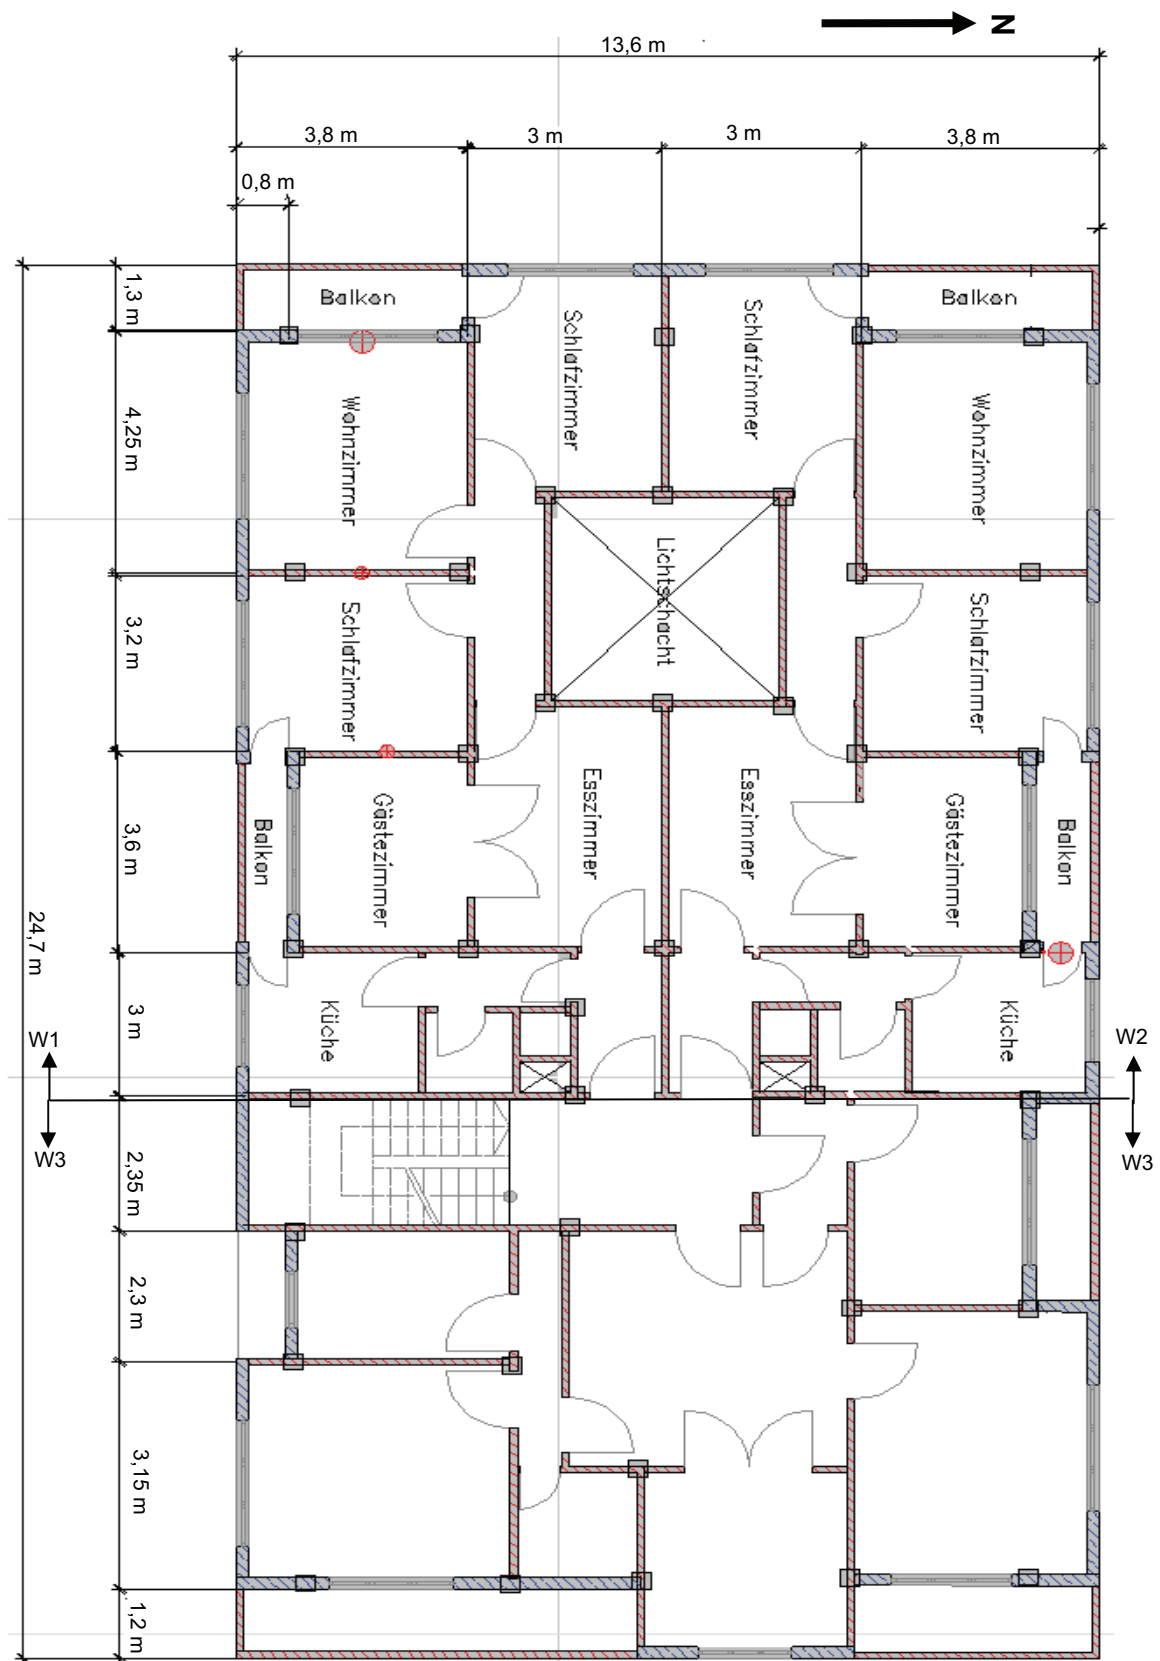 N
13,6 m
3,8 m
3 m
3 m
3,8 m
0,8 m
1,3 m
Balkon
Balkon
Schlafzimmer
Schlafzimmer
4,25 m
Wohnzimmer
Wohnzimmer
Lichtschacht
3,2 m
Schlafzimmer
Schlafzimmer
3,6 m
Balkon
Gästezimmer
Esszimmer
Esszimmer
Gästezimmer
Balkon
24,7 m
3 m
Küche
Küche
W1
W2
W3
W3
2,35 m
2,3 m
3,15 m
1,2 m